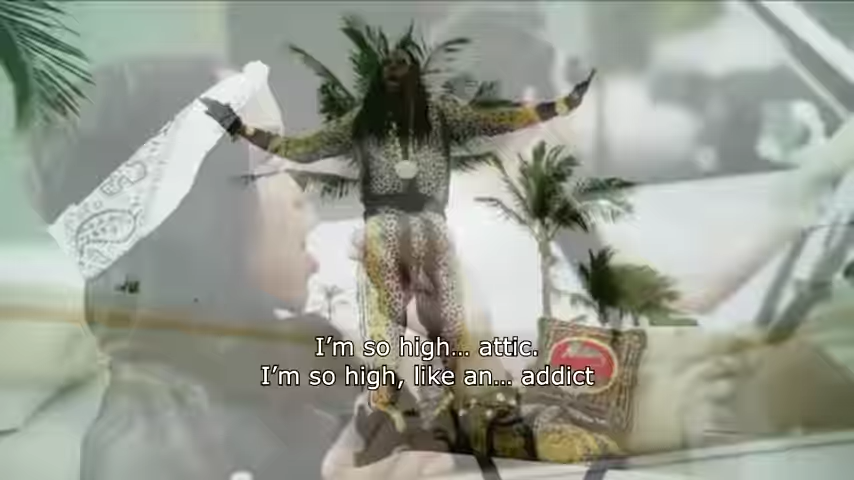 I’m so high... attic.
I’m so high, like an... addict